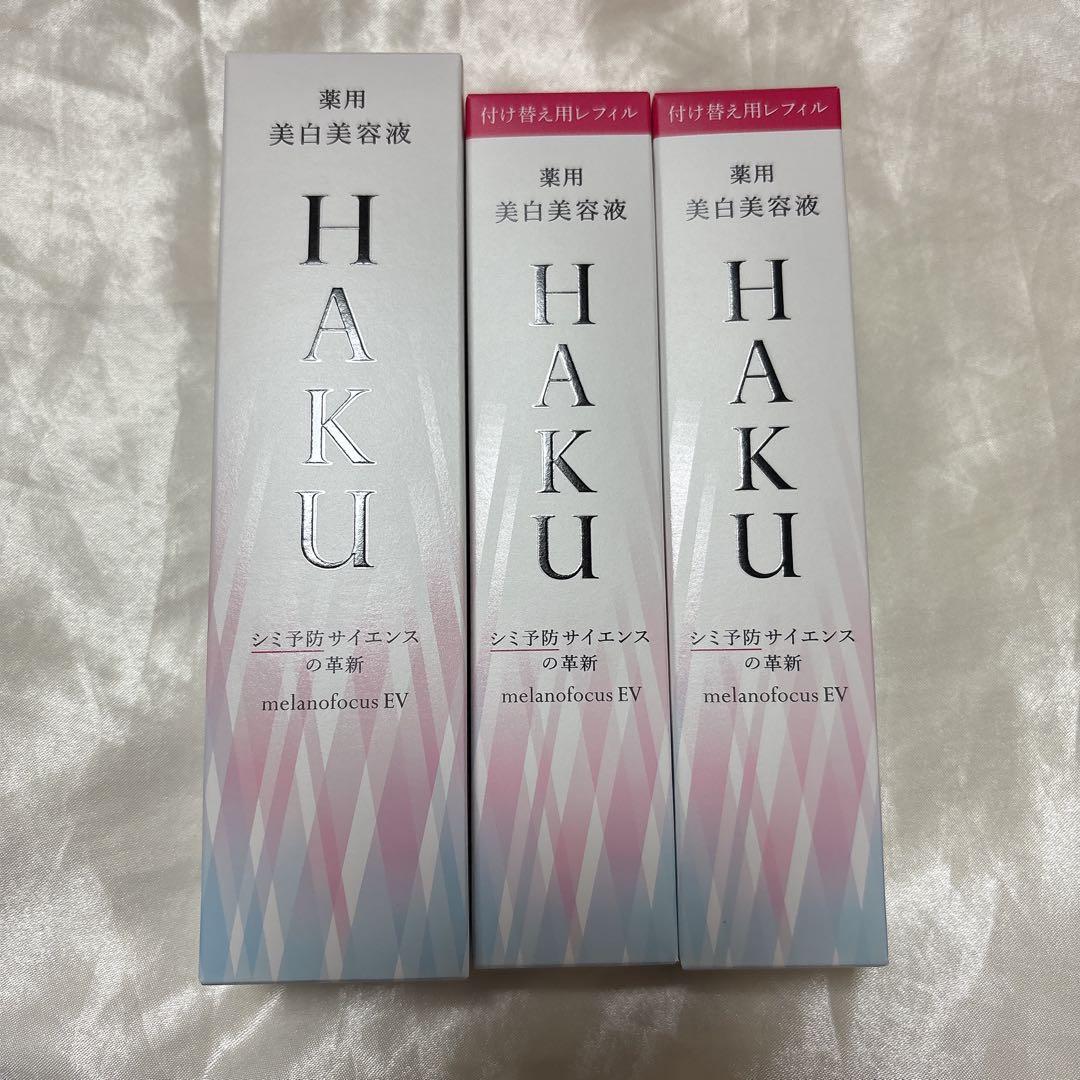 薬用
美白美容液
HAKU
シミ予防サイエンス
の革新
melanofocus EV
付け替え用レフィル
薬用
美白美容液
HAKU
シミ予防サイエンス
の革新
melanofocus EV
付け替え用レフィル
薬用
美白美容液
HAKU
シミ予防サイエンス
の革新
melanofocus EV